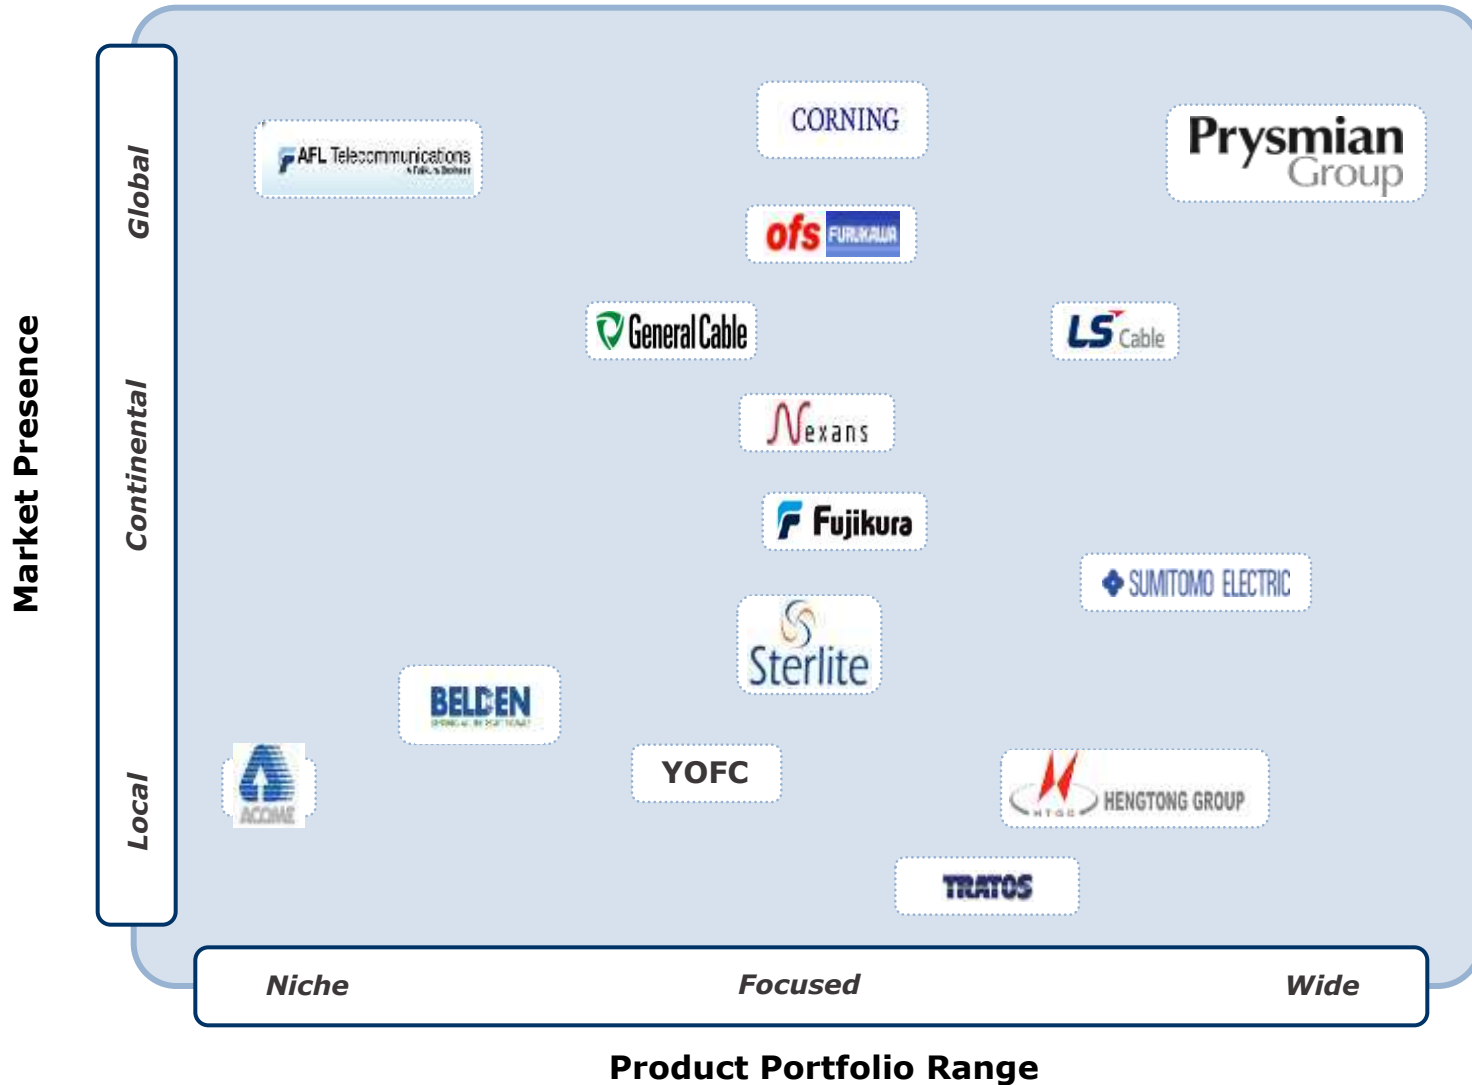 CORNING
Prysmian
Group
AFL Telecommunications
ofs FURUKAWA
General Cable
LS Cable
Nexans
Fujikura
SUMITOMO ELECTRIC
Sterlite
BELDEN
YOFC
ACOME
HTGD
HENGTONG GROUP
TRATOS
Market Presence
Global
Continental
Local
Niche
Focused
Wide
Product Portfolio Range